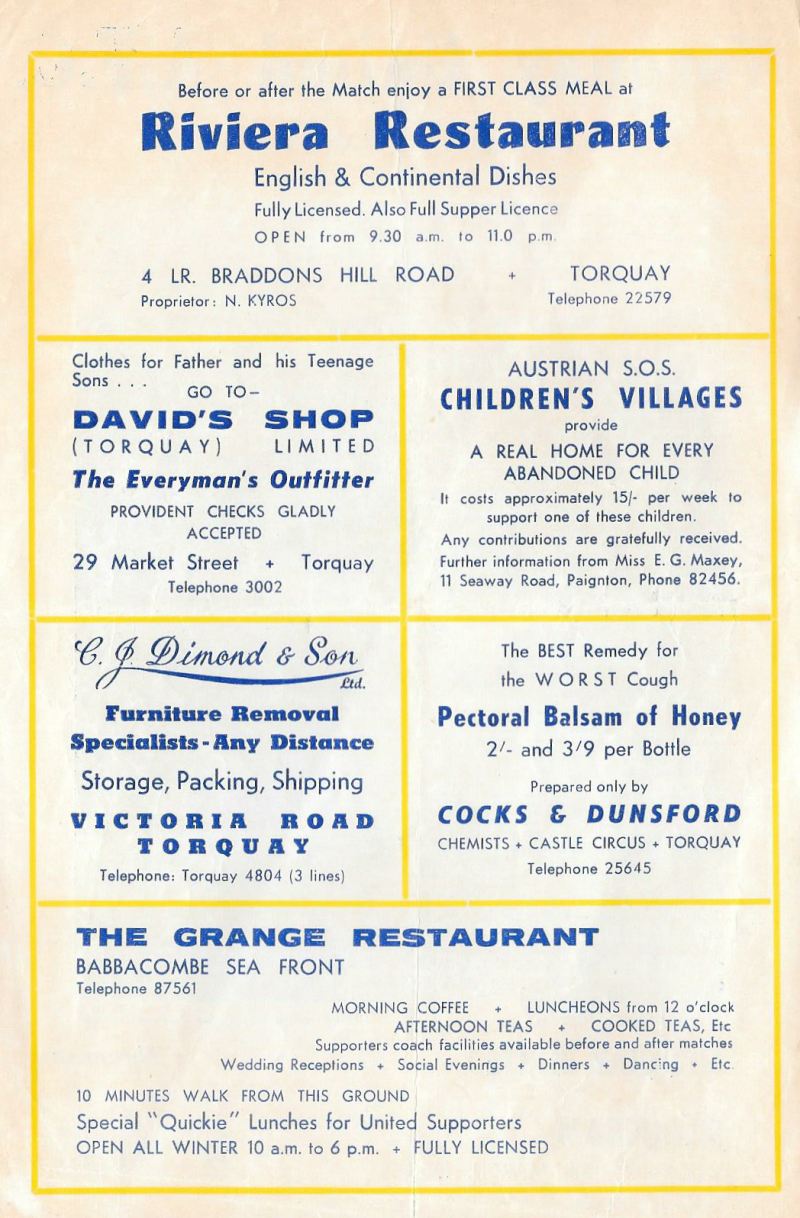 Before or after the Match enjoy a FIRST CLASS MEAL at
Riviera Restaurant
English & Continental Dishes
Fully Licensed. Also Full Supper Licence
OPEN from 9.30 a.m. to 11.0 p.m.
4 LR. BRADDONS HILL ROAD + TORQUAY
Proprietor: N. KYROS Telephone 22579
Clothes for Father and his Teenage
Sons . . .
GO TO–
DAVID'S SHOP
(TORQUAY) LIMITED
The Everyman's Outfitter
PROVIDENT CHECKS GLADLY
ACCEPTED
29 Market Street + Torquay
Telephone 3002
AUSTRIAN S.O.S.
CHILDREN'S VILLAGES
provide
A REAL HOME FOR EVERY
ABANDONED CHILD
It costs approximately 15/- per week to
support one of these children.
Any contributions are gratefully received.
Further information from Miss E. G. Maxey,
11 Seaway Road, Paignton, Phone 82456.
C. J. Dimond & Son
Ltd.
Furniture Removal
Specialists-Any Distance
Storage, Packing, Shipping
VICTORIA ROAD
TORQUAY
Telephone: Torquay 4804 (3 lines)
The BEST Remedy for
the WORST Cough
Pectoral Balsam of Honey
2/- and 3/9 per Bottle
Prepared only by
COCKS & DUNSFORD
CHEMISTS + CASTLE CIRCUS + TORQUAY
Telephone 25645
THE GRANGE RESTAURANT
BABBACOMBE SEA FRONT
Telephone 87561
MORNING COFFEE + LUNCHEONS from 12 o'clock
AFTERNOON TEAS + COOKED TEAS, Etc
Supporters coach facilities available before and after matches
Wedding Receptions + Social Evenings + Dinners + Dancing + Etc.
10 MINUTES WALK FROM THIS GROUND
Special "Quickie" Lunches for United Supporters
OPEN ALL WINTER 10 a.m. to 6 p.m. + FULLY LICENSED